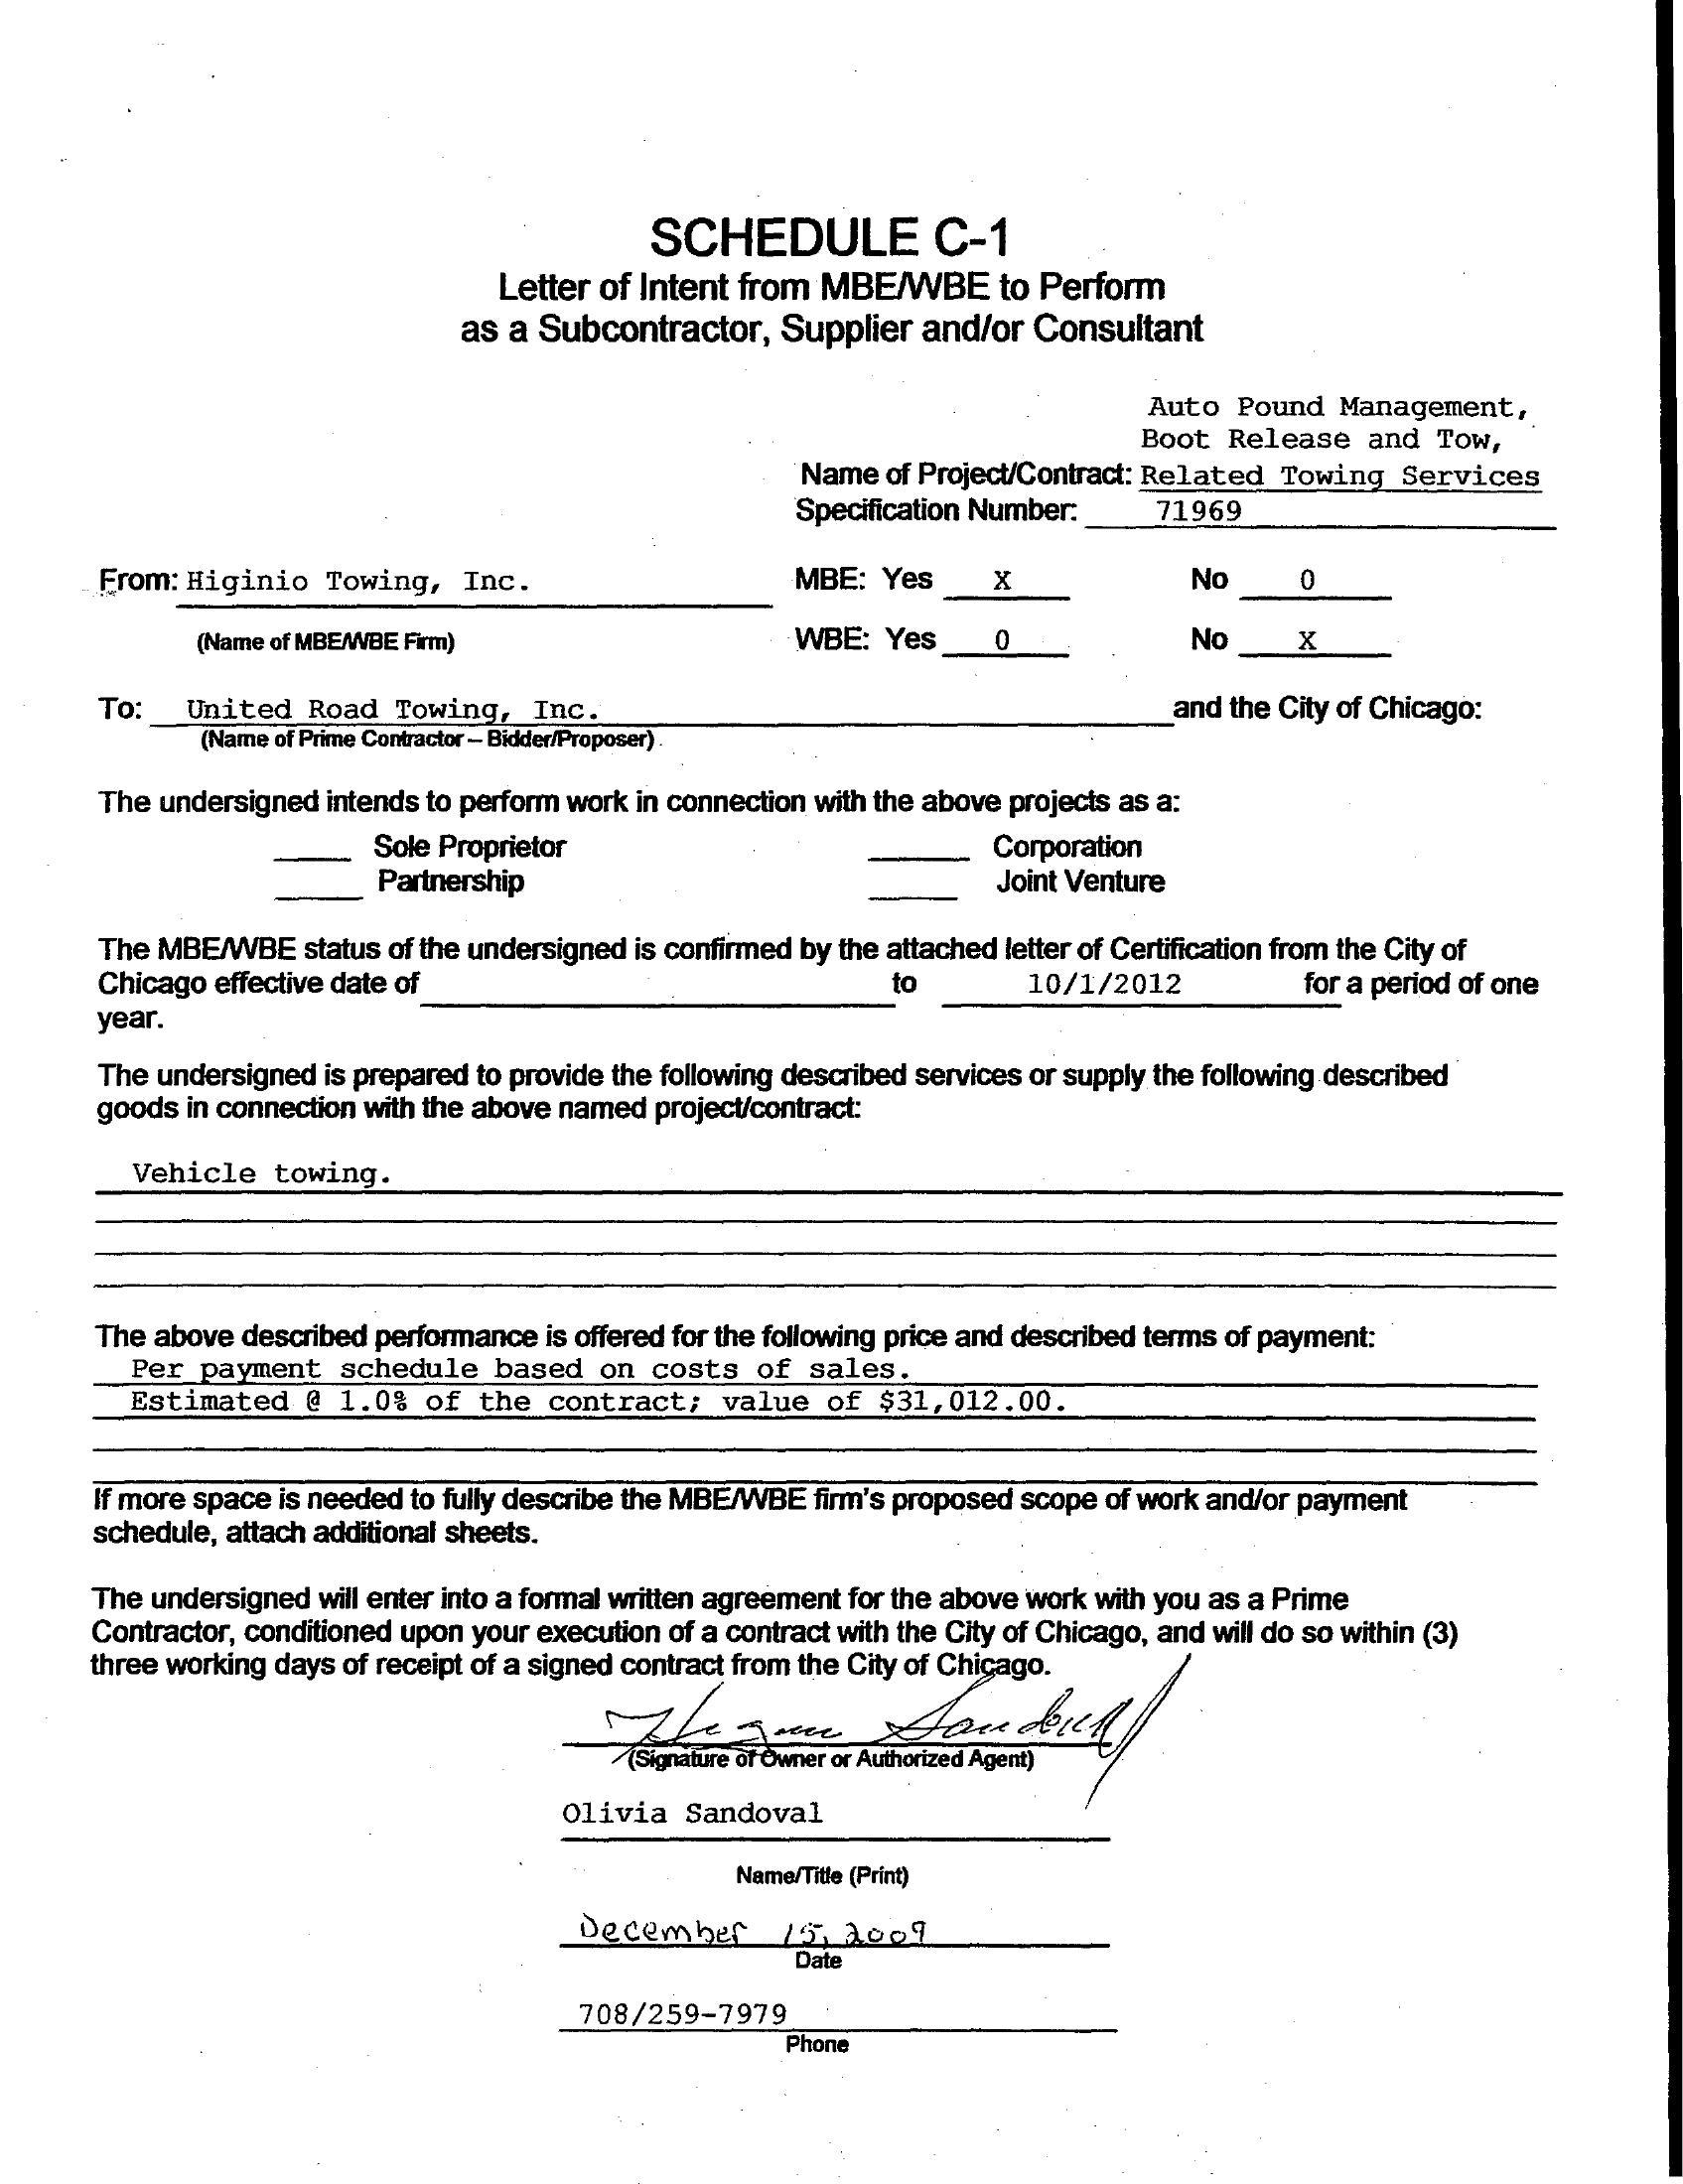 SCHEDULE C-1
Letter of Intent from MBE/WBE to Perform
as a Subcontractor, Supplier and/or Consultant
Auto Pound Management,
Boot Release and Tow,
Name of Project/Contract: Related Towing Services
Specification Number: 71969
From: Higinio Towing, Inc. MBE: Yes X No 0
(Name of MBE/WBE Firm) WBE: Yes 0 No X
To: United Road Towing, Inc. and the City of Chicago:
(Name of Prime Contractor – Bidder/Proposer)
The undersigned intends to perform work in connection with the above projects as a:
Sole Proprietor Corporation
Partnership Joint Venture
The MBE/WBE status of the undersigned is confirmed by the attached letter of Certification from the City of
Chicago effective date of to 10/1/2012 for a period of one
year.
The undersigned is prepared to provide the following described services or supply the following described
goods in connection with the above named project/contract:
Vehicle towing.
The above described performance is offered for the following price and described terms of payment:
Per payment schedule based on costs of sales.
Estimated @ 1.0% of the contract; value of $31,012.00.
If more space is needed to fully describe the MBE/WBE firm's proposed scope of work and/or payment
schedule, attach additional sheets.
The undersigned will enter into a formal written agreement for the above work with you as a Prime
Contractor, conditioned upon your execution of a contract with the City of Chicago, and will do so within (3)
three working days of receipt of a signed contract from the City of Chicago.
Sandoval
(Signature of Owner or Authorized Agent)
Olivia Sandoval
Name/Title (Print)
December 15, 2009
Date
708/259-7979
Phone